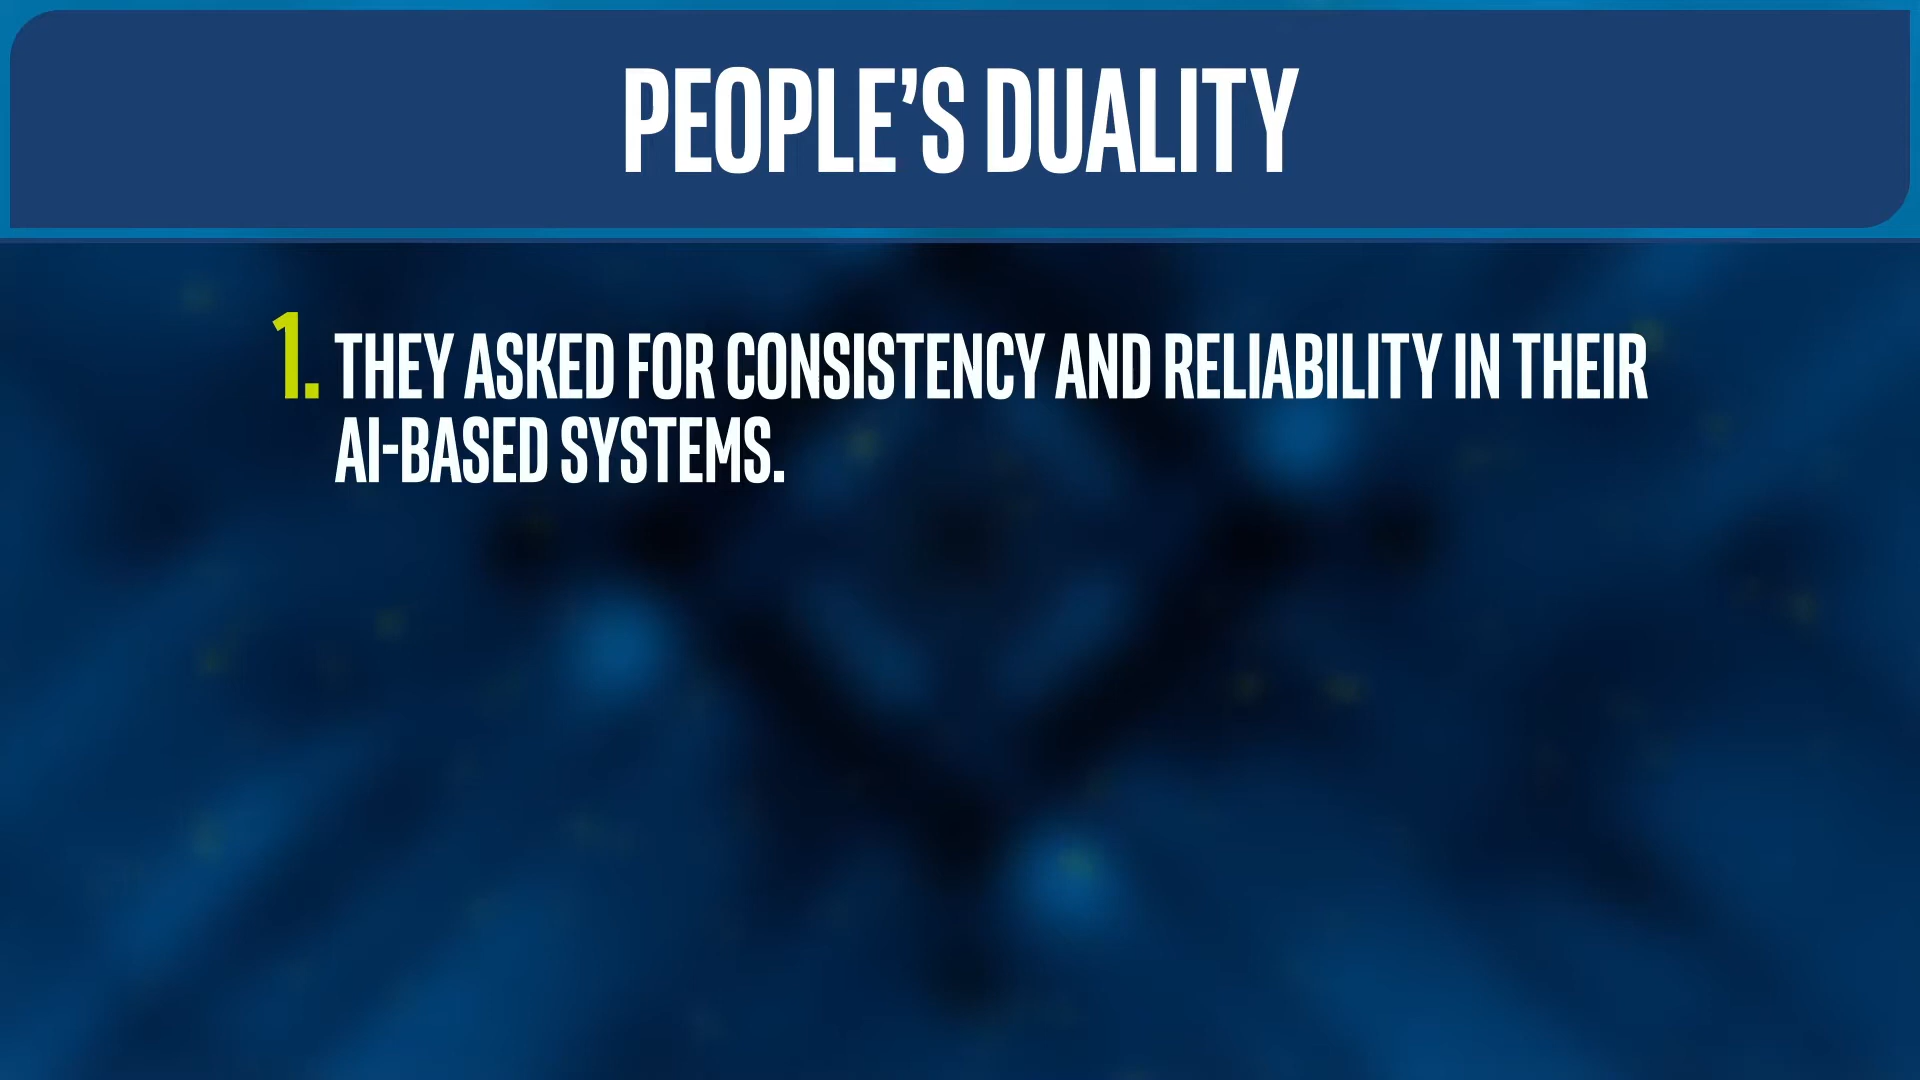 PEOPLE’S DUALITY
1. THEY ASKED FOR CONSISTENCY AND RELIABILITY IN THEIR
AI-BASED SYSTEMS.